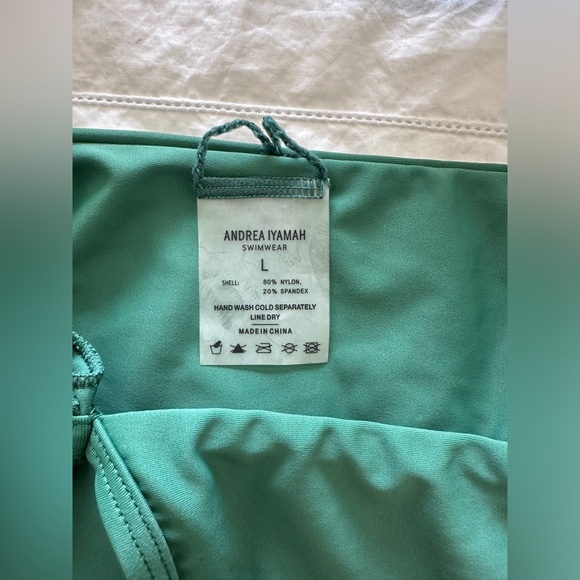 ANDREA IYAMAH
SWIMWEAR
L
SHELL: 80% NYLON,
20% SPANDEX
HAND WASH COLD SEPARATELY
LINE DRY
MADE IN CHINA